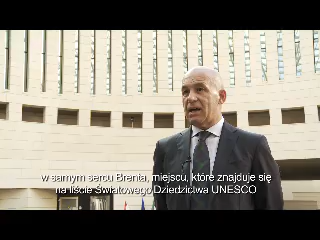 w samym sercu Brenta, miejscu, które znajduje się
na liście Światowego Dziedzictwa UNESCO